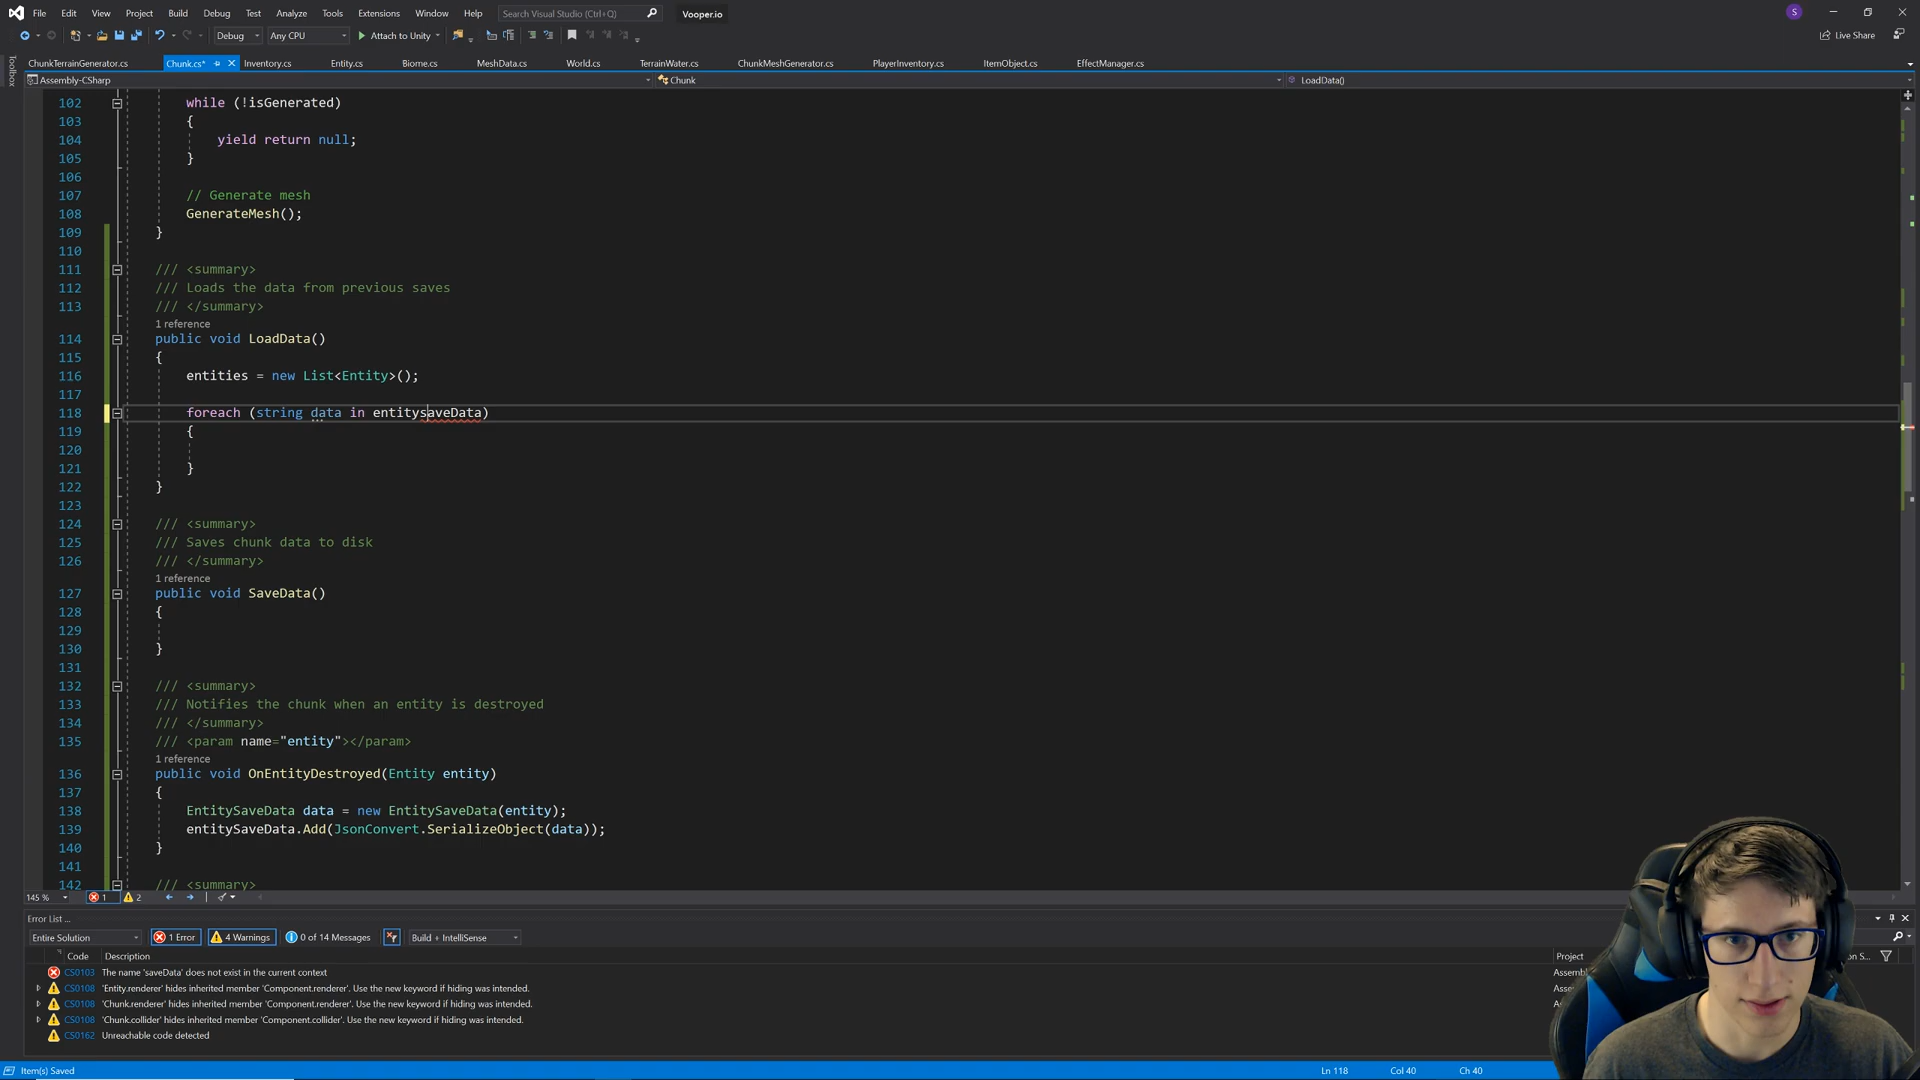 File Edit View Project Build Debug Test Analyze Tools Extensions Window Help Search Visual Studio (Ctrl+Q) Vooper.io S
Debug Any CPU Attach to Unity Live Share
Toolbox
ChunkTerrainGenerator.cs Chunk.cs* Inventory.cs Entity.cs Biome.cs MeshData.cs World.cs TerrainWater.cs ChunkMeshGenerator.cs PlayerInventory.cs ItemObject.cs EffectManager.cs
Assembly-CSharp Chunk LoadData()
102 while (!isGenerated)
103 {
104 yield return null;
105 }
106
107 // Generate mesh
108 GenerateMesh();
109 }
110
111 /// <summary>
112 /// Loads the data from previous saves
113 /// </summary>
1 reference
114 public void LoadData()
115 {
116 entities = new List<Entity>();
117
118 foreach (string data in entitysaveData)
119 {
120
121 }
122 }
123
124 /// <summary>
125 /// Saves chunk data to disk
126 /// </summary>
1 reference
127 public void SaveData()
128 {
129
130 }
131
132 /// <summary>
133 /// Notifies the chunk when an entity is destroyed
134 /// </summary>
135 /// <param name="entity"></param>
1 reference
136 public void OnEntityDestroyed(Entity entity)
137 {
138 EntitySaveData data = new EntitySaveData(entity);
139 entitySaveData.Add(JsonConvert.SerializeObject(data));
140 }
141
142 /// <summary>
145 % 1 2
Error List ...
Entire Solution 1 Error 4 Warnings 0 of 14 Messages Build + IntelliSense
Code Description Project
CS0103 The name 'saveData' does not exist in the current context
CS0108 'Entity.renderer' hides inherited member 'Component.renderer'. Use the new keyword if hiding was intended.
CS0108 'Chunk.renderer' hides inherited member 'Component.renderer'. Use the new keyword if hiding was intended.
CS0108 'Chunk.collider' hides inherited member 'Component.collider'. Use the new keyword if hiding was intended.
CS0162 Unreachable code detected
Item(s) Saved Ln 118 Col 40 Ch 40